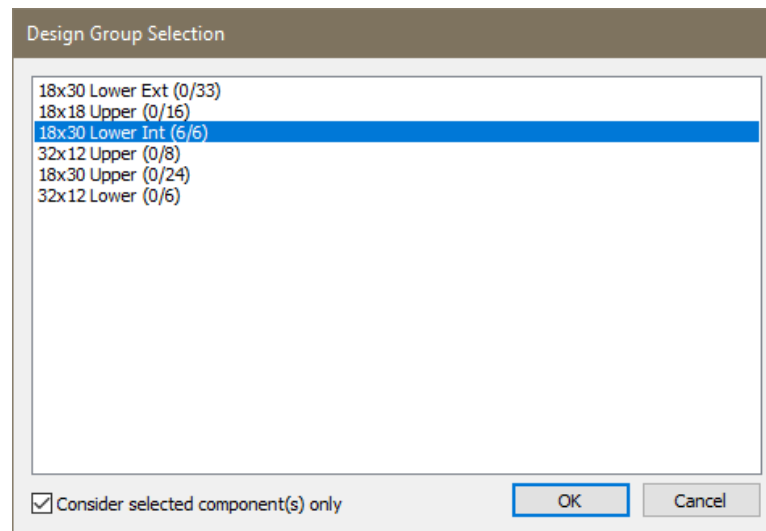 Design Group Selection
18x30 Lower Ext (0/33)
18x18 Upper (0/16)
18x30 Lower Int (6/6)
32x12 Upper (0/8)
18x30 Upper (0/24)
32x12 Lower (0/6)
Consider selected component(s) only
OK
Cancel